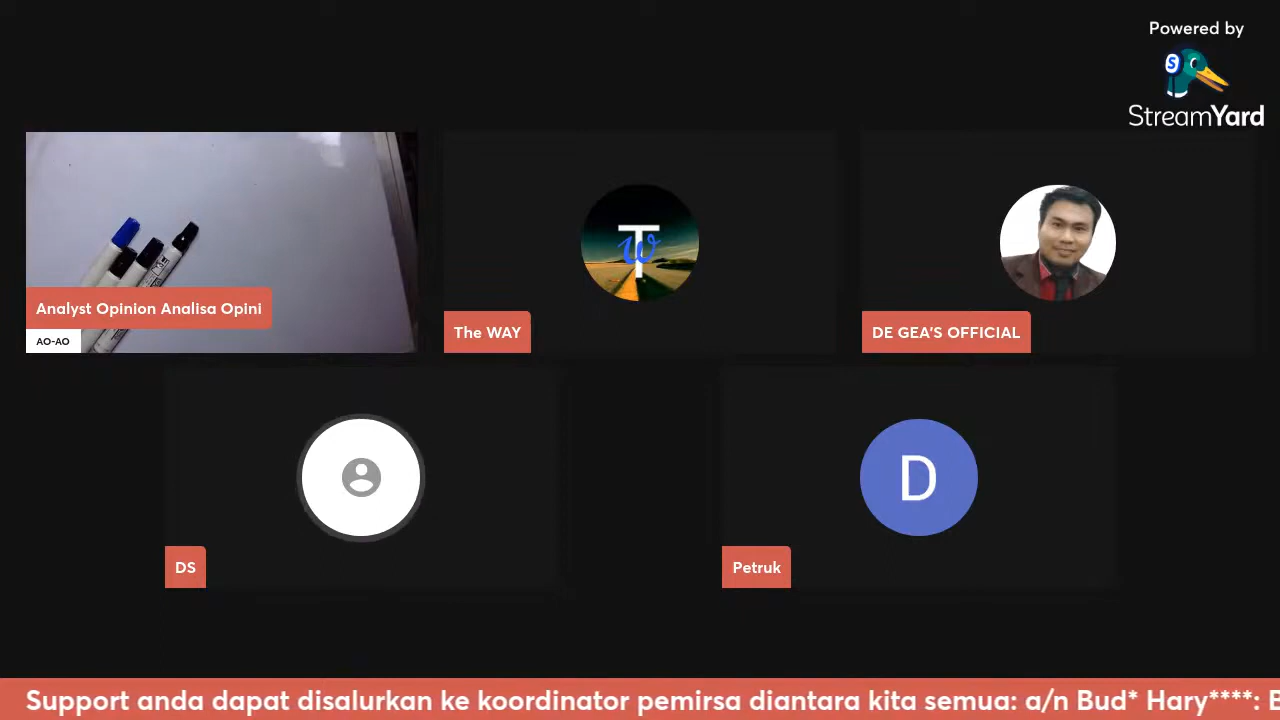 Powered by
S
StreamYard
Analyst Opinion Analisa Opini
AO-AO
TW
The WAY
DE GEA'S OFFICIAL
DS
D
Petruk
Support anda dapat disalurkan ke koordinator pemirsa diantara kita semua: a/n Bud* Hary****: